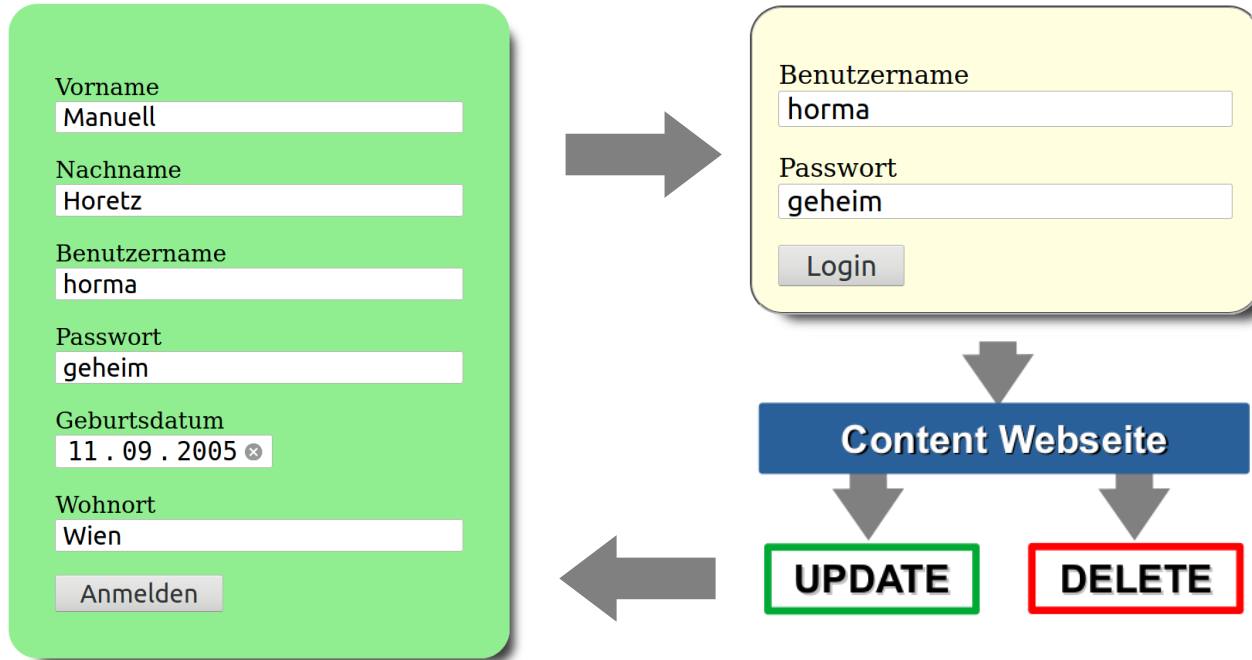 Vorname
Manuell
Nachname
Horetz
Benutzername
horma
Passwort
geheim
Geburtsdatum
11.09.2005
Wohnort
Wien
Anmelden
Benutzername
horma
Passwort
geheim
Login
Content Webseite
UPDATE
DELETE